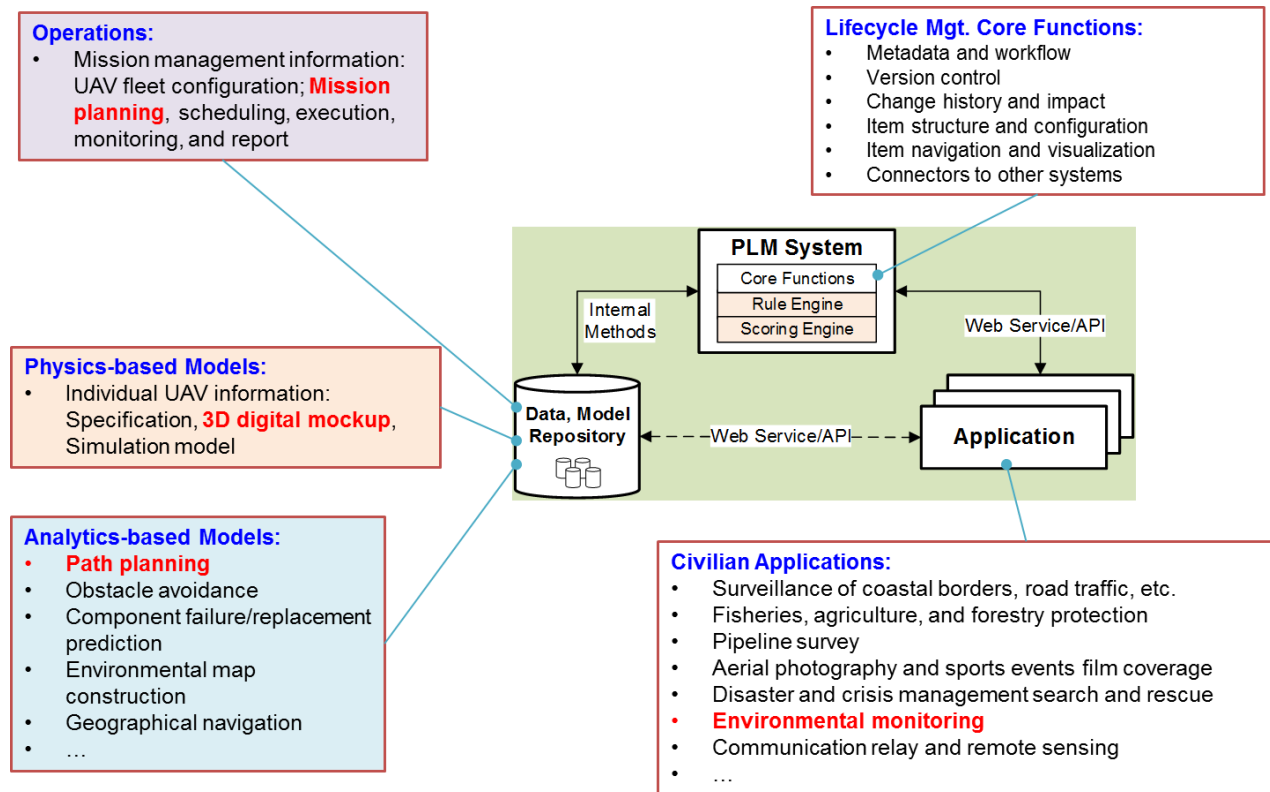 Operations:
• Mission management information:
UAV fleet configuration; Mission
planning, scheduling, execution,
monitoring, and report
Lifecycle Mgt. Core Functions:
• Metadata and workflow
• Version control
• Change history and impact
• Item structure and configuration
• Item navigation and visualization
• Connectors to other systems
PLM System
Core Functions
Rule Engine
Scoring Engine
Internal
Methods
Web Service/API
Physics-based Models:
• Individual UAV information:
Specification, 3D digital mockup,
Simulation model
Data, Model
Repository
Web Service/API
Application
Analytics-based Models:
• Path planning
• Obstacle avoidance
• Component failure/replacement
prediction
• Environmental map
construction
• Geographical navigation
• …
Civilian Applications:
• Surveillance of coastal borders, road traffic, etc.
• Fisheries, agriculture, and forestry protection
• Pipeline survey
• Aerial photography and sports events film coverage
• Disaster and crisis management search and rescue
• Environmental monitoring
• Communication relay and remote sensing
• …